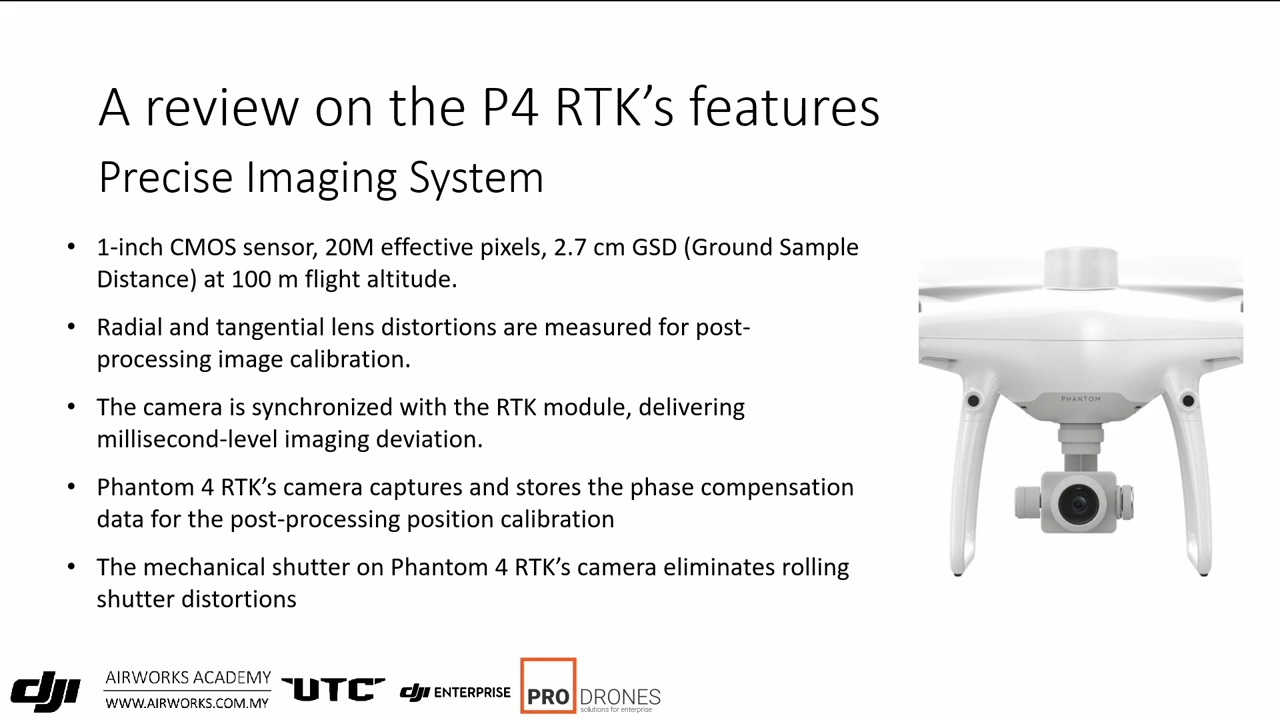 A review on the P4 RTK’s features
Precise Imaging System
• 1-inch CMOS sensor, 20M effective pixels, 2.7 cm GSD (Ground Sample
Distance) at 100 m flight altitude.
• Radial and tangential lens distortions are measured for post-
processing image calibration.
• The camera is synchronized with the RTK module, delivering
millisecond-level imaging deviation.
• Phantom 4 RTK’s camera captures and stores the phase compensation
data for the post-processing position calibration
• The mechanical shutter on Phantom 4 RTK’s camera eliminates rolling
shutter distortions
PHANTOM
dji
AIRWORKS ACADEMY
WWW.AIRWORKS.COM.MY
UTC
dji ENTERPRISE
PRO DRONES
solutions for enterprise